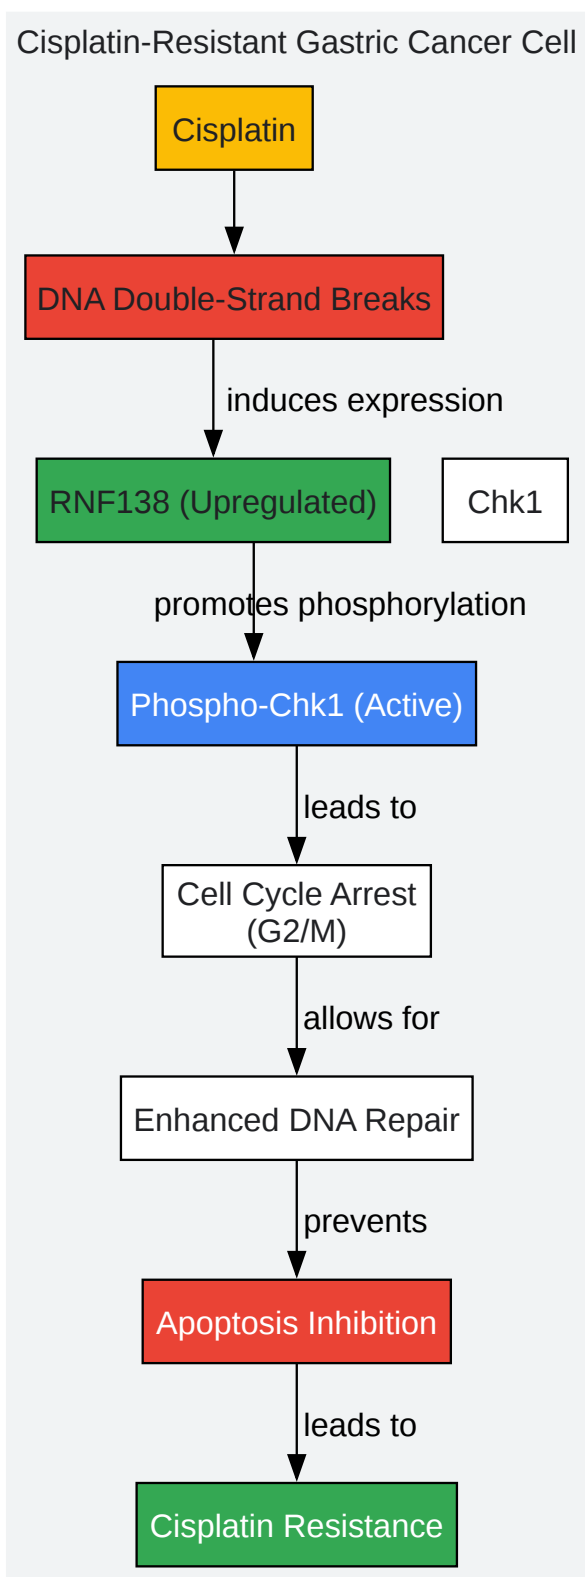 Cisplatin-Resistant Gastric Cancer Cell
Cisplatin
DNA Double-Strand Breaks
induces expression
RNF138 (Upregulated)
Chk1
promotes phosphorylation
Phospho-Chk1 (Active)
leads to
Cell Cycle Arrest
(G2/M)
allows for
Enhanced DNA Repair
prevents
Apoptosis Inhibition
leads to
Cisplatin Resistance